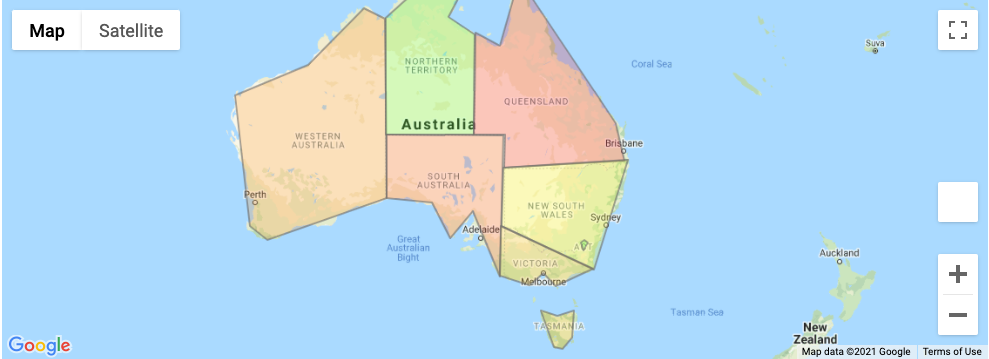 Map
Satellite
Suva
NORTHERN
TERRITORY
Coral Sea
QUEENSLAND
Australia
WESTERN
AUSTRALIA
Brisbane
SOUTH
AUSTRALIA
Perth
NEW SOUTH
WALES
Sydney
Adelaide
Great
Australian
Bight
ACT
Auckland
VICTORIA
Melbourne
Tasman Sea
TASMANIA
New
Zealand
Google
Map data ©2021 Google
Terms of Use